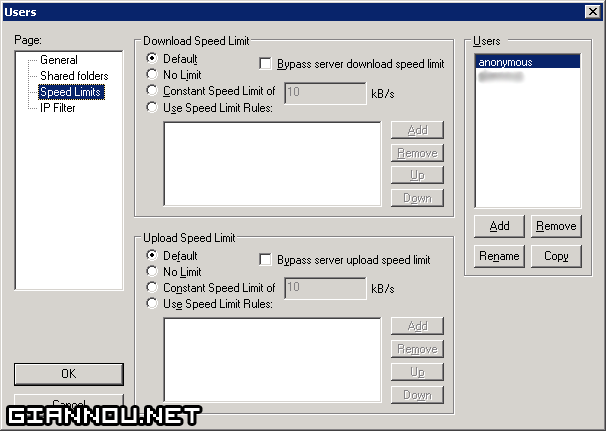 Users
Page:
General
Shared folders
Speed Limits
IP Filter
Download Speed Limit
Default
Bypass server download speed limit
No Limit
Constant Speed Limit of
10
kB/s
Use Speed Limit Rules:
Add
Remove
Up
Down
Upload Speed Limit
Default
Bypass server upload speed limit
No Limit
Constant Speed Limit of
10
kB/s
Use Speed Limit Rules:
Add
Remove
Up
Down
Users
anonymous
Add
Remove
Rename
Copy
OK
Cancel
GIANNOU.NET